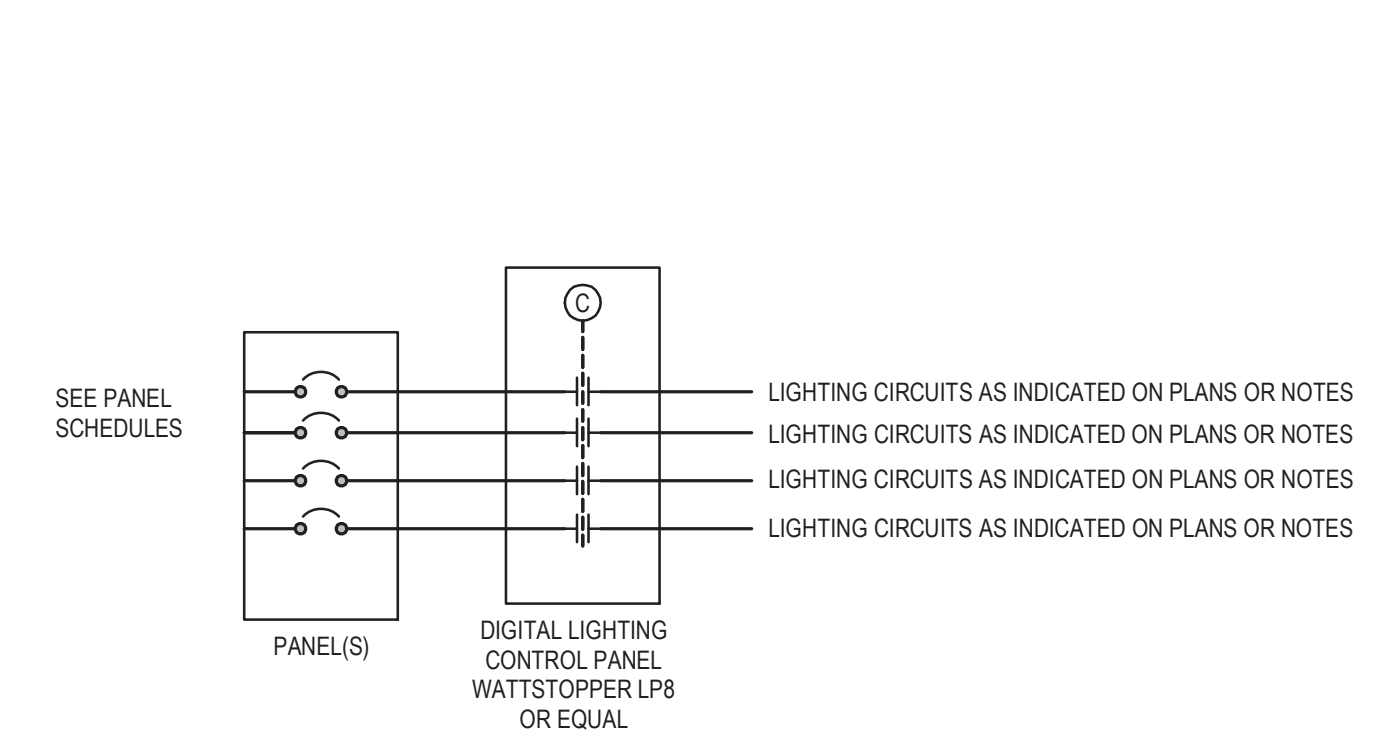 C
SEE PANEL
SCHEDULES
LIGHTING CIRCUITS AS INDICATED ON PLANS OR NOTES
LIGHTING CIRCUITS AS INDICATED ON PLANS OR NOTES
LIGHTING CIRCUITS AS INDICATED ON PLANS OR NOTES
LIGHTING CIRCUITS AS INDICATED ON PLANS OR NOTES
PANEL(S)
DIGITAL LIGHTING
CONTROL PANEL
WATTSTOPPER LP8
OR EQUAL